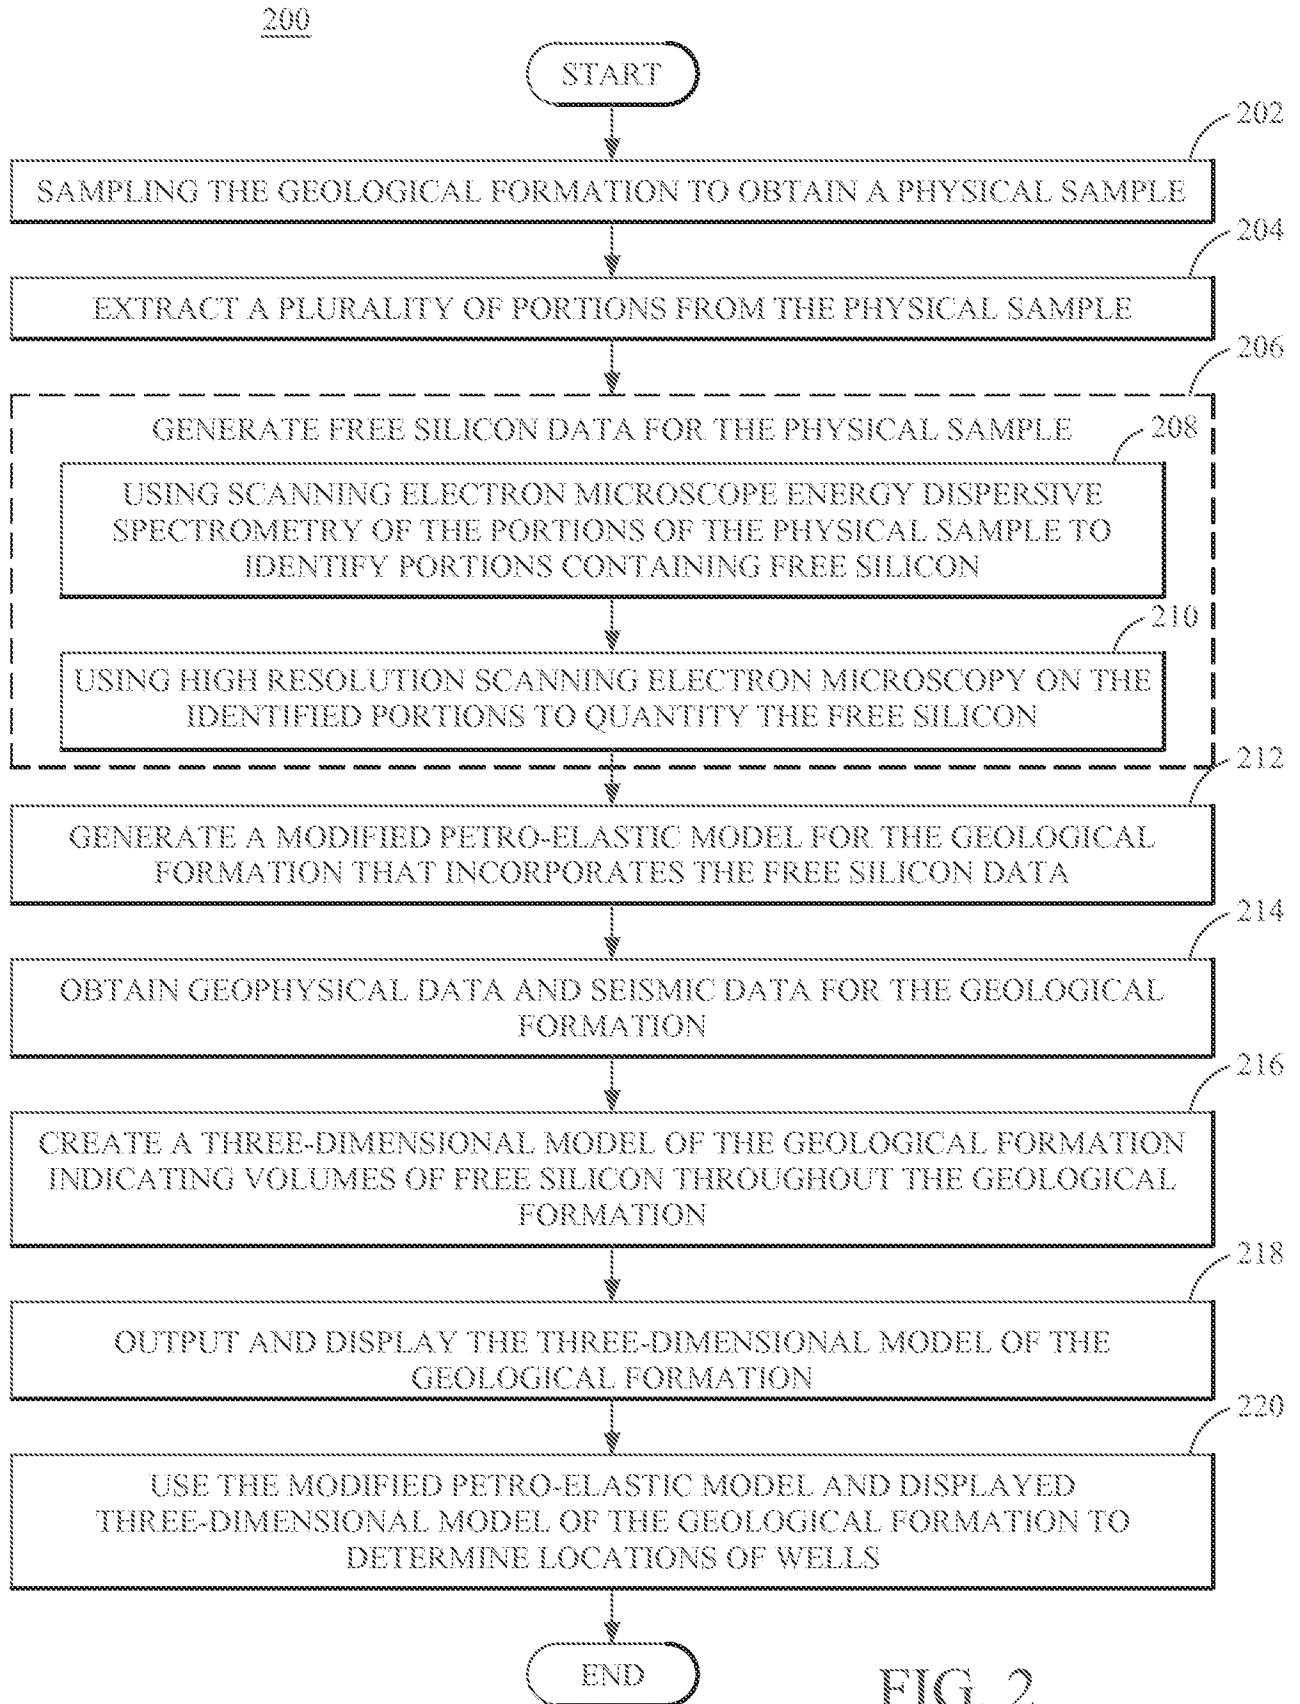 200
START
202
SAMPLING THE GEOLOGICAL FORMATION TO OBTAIN A PHYSICAL SAMPLE
204
EXTRACT A PLURALITY OF PORTIONS FROM THE PHYSICAL SAMPLE
206
GENERATE FREE SILICON DATA FOR THE PHYSICAL SAMPLE
208
USING SCANNING ELECTRON MICROSCOPE ENERGY DISPERSIVE
SPECTROMETRY OF THE PORTIONS OF THE PHYSICAL SAMPLE TO
IDENTIFY PORTIONS CONTAINING FREE SILICON
210
USING HIGH RESOLUTION SCANNING ELECTRON MICROSCOPY ON THE
IDENTIFIED PORTIONS TO QUANTITY THE FREE SILICON
212
GENERATE A MODIFIED PETRO-ELASTIC MODEL FOR THE GEOLOGICAL
FORMATION THAT INCORPORATES THE FREE SILICON DATA
214
OBTAIN GEOPHYSICAL DATA AND SEISMIC DATA FOR THE GEOLOGICAL
FORMATION
216
CREATE A THREE-DIMENSIONAL MODEL OF THE GEOLOGICAL FORMATION
INDICATING VOLUMES OF FREE SILICON THROUGHOUT THE GEOLOGICAL
FORMATION
218
OUTPUT AND DISPLAY THE THREE-DIMENSIONAL MODEL OF THE
GEOLOGICAL FORMATION
220
USE THE MODIFIED PETRO-ELASTIC MODEL AND DISPLAYED
THREE-DIMENSIONAL MODEL OF THE GEOLOGICAL FORMATION TO
DETERMINE LOCATIONS OF WELLS
END
FIG. 2